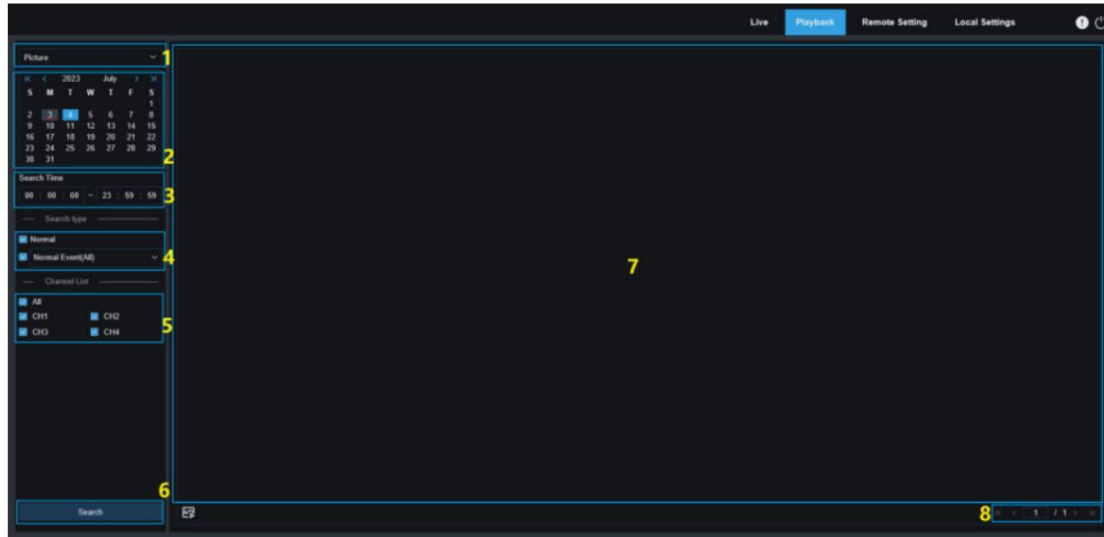 Live Playback Remote Setting Local Settings
Picture 1
2023 July
S M T W T F S
1
2 3 4 5 6 7 8
9 10 11 12 13 14 15
16 17 18 19 20 21 22
23 24 25 26 27 28 29
30 31 2
Search Time
00 : 00 : 00 ~ 23 : 59 : 59 3
Search type
Normal
Normal Event(All) 4
Channel List
All
CH1 CH2
CH3 CH4 5
7
6
Search
8 1 / 1